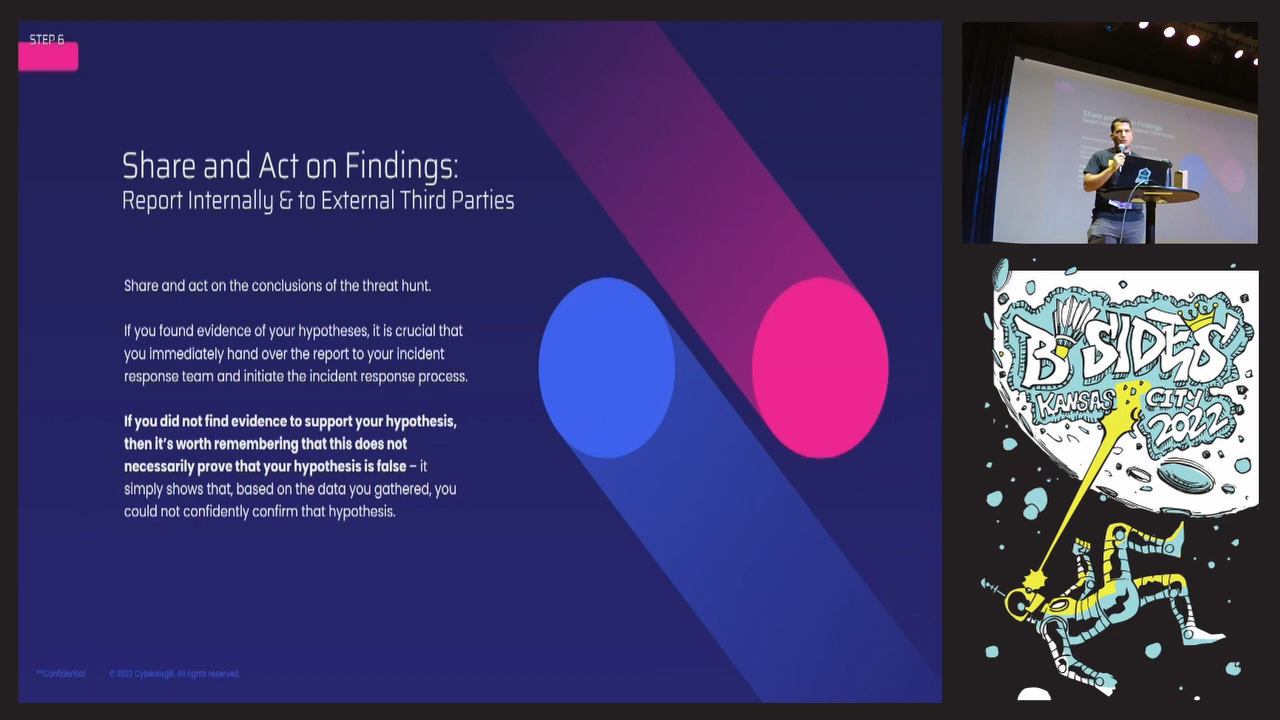 STEP 6
Share and Act on Findings:
Report Internally & to External Third Parties
Share and act on the conclusions of the threat hunt.
If you found evidence of your hypotheses, it is crucial that
you immediately hand over the report to your incident
response team and initiate the incident response process.
If you did not find evidence to support your hypothesis,
then it's worth remembering that this does not
necessarily prove that your hypothesis is false – it
simply shows that, based on the data you gathered, you
could not confidently confirm that hypothesis.
**Confidential © 2022 Cybersixgill. All rights reserved.
Share and Act on Findings:
BSIDES
KANSAS CITY
2022